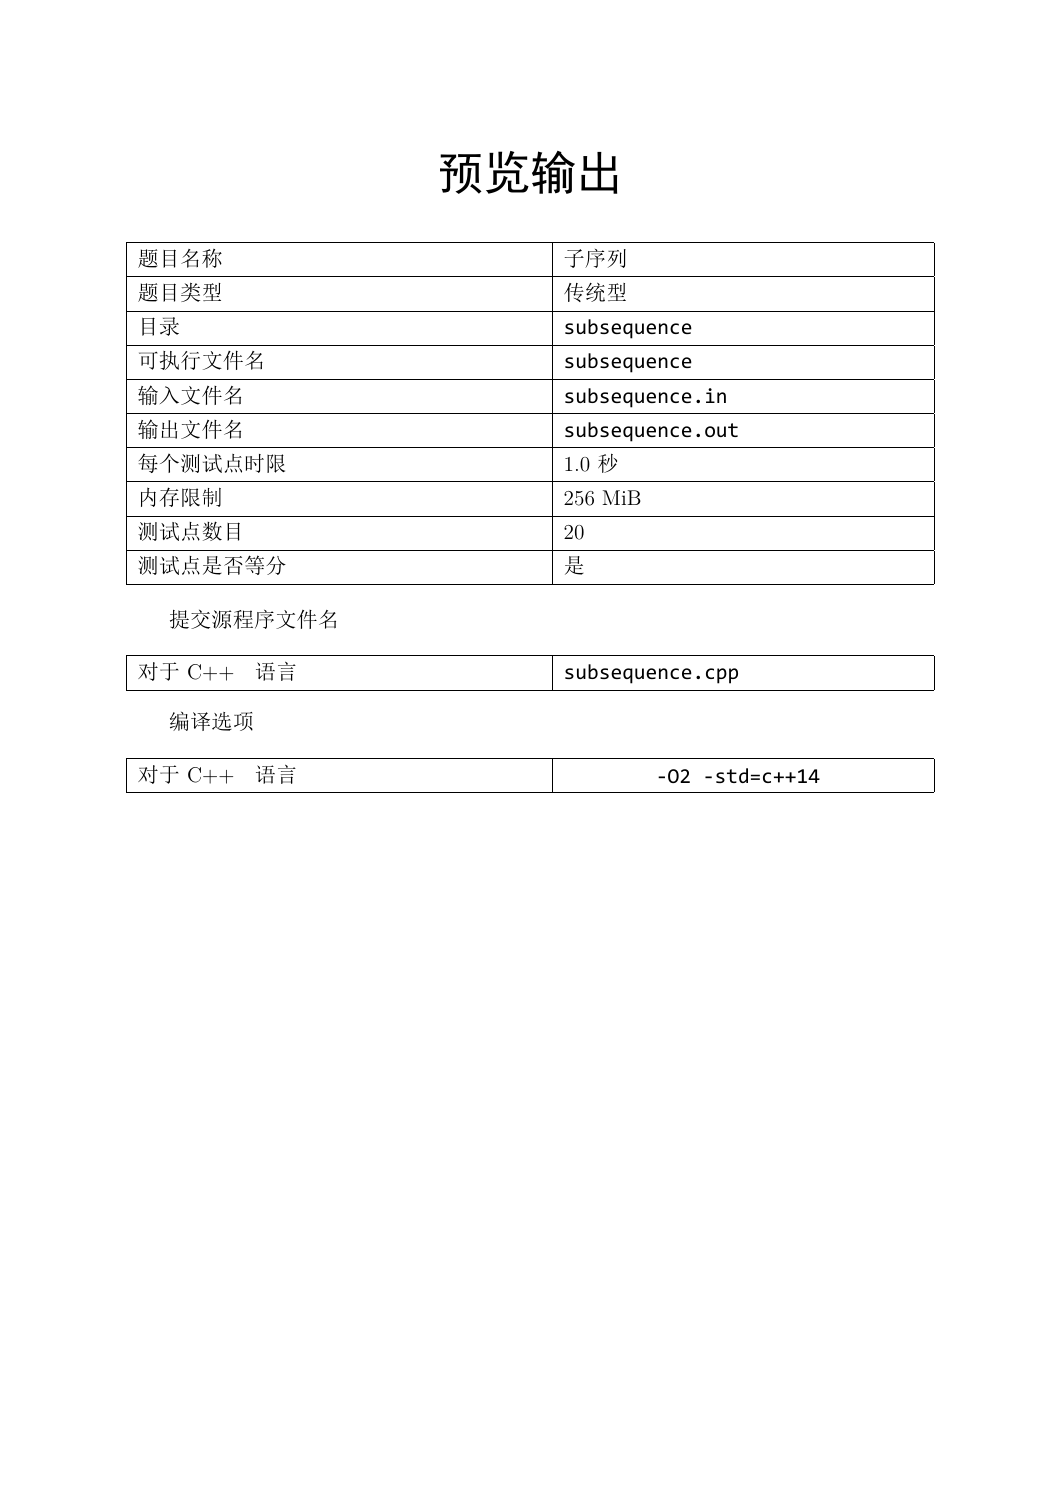 预览输出
题目名称 子序列
题目类型 传统型
目录 subsequence
可执行文件名 subsequence
输入文件名 subsequence.in
输出文件名 subsequence.out
每个测试点时限 1.0 秒
内存限制 256 MiB
测试点数目 20
测试点是否等分 是
提交源程序文件名
对于 C++ 语言 subsequence.cpp
编译选项
对于 C++ 语言 -O2 -std=c++14